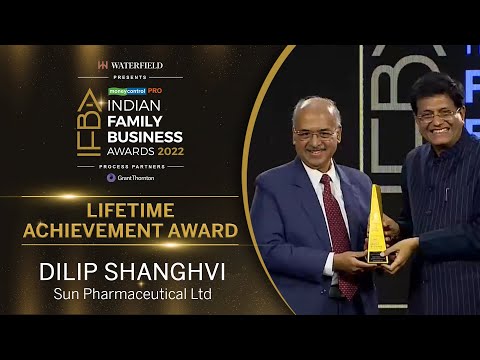 WATERFIELD
PRESENTS
moneycontrol PRO
IFBA
INDIAN
FAMILY
BUSINESS
AWARDS 2022
PROCESS PARTNERS
GrantThornton
LIFETIME
ACHIEVEMENT AWARD
DILIP SHANGHVI
Sun Pharmaceutical Ltd
IFBA